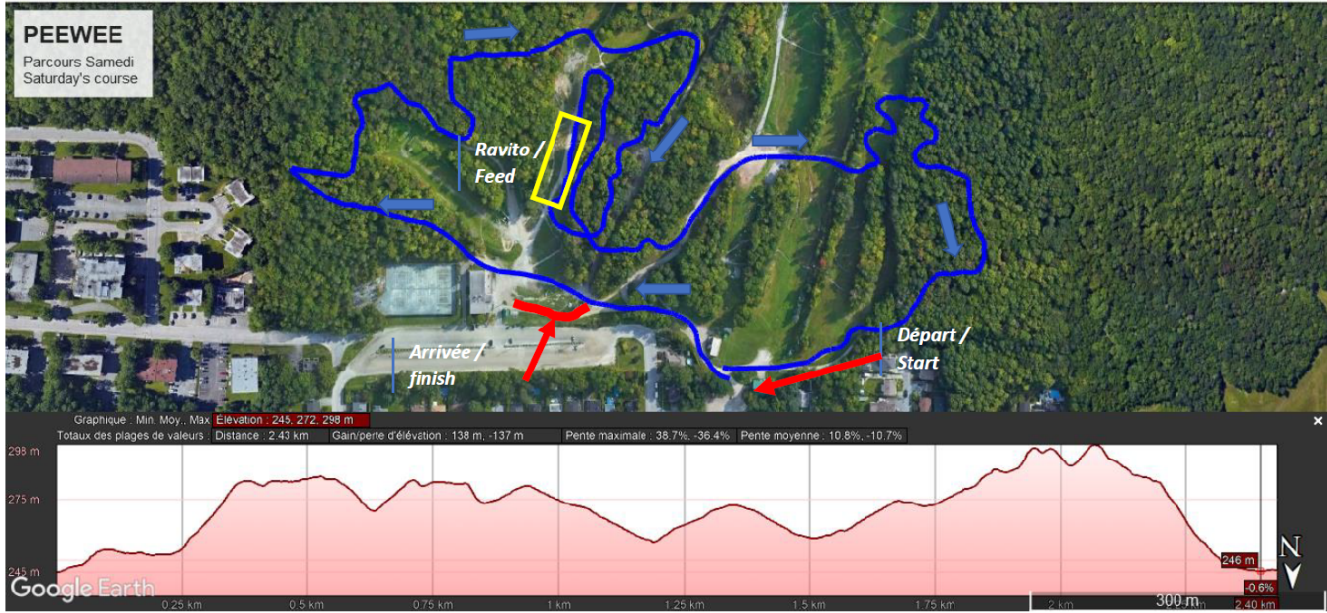 PEEWEE
Parcours Samedi
Saturday's course
Ravito /
Feed
Départ /
Start
Arrivée /
finish
Graphique : Min. Moy., Max Élévation : 245, 272, 298 m
Totaux des plages de valeurs : Distance : 2.43 km Gain/perte d'élévation : 138 m, -137 m Pente maximale : 38.7%, -36.4% Pente moyenne : 10.8%, -10.7%
298 m
275 m
245 m
246 m
-0.6%
N
Google Earth
0.25 km 0.5 km 0.75 km 1 km 1.25 km 1.5 km 1.75 km 2 km 2.40 km
300 m